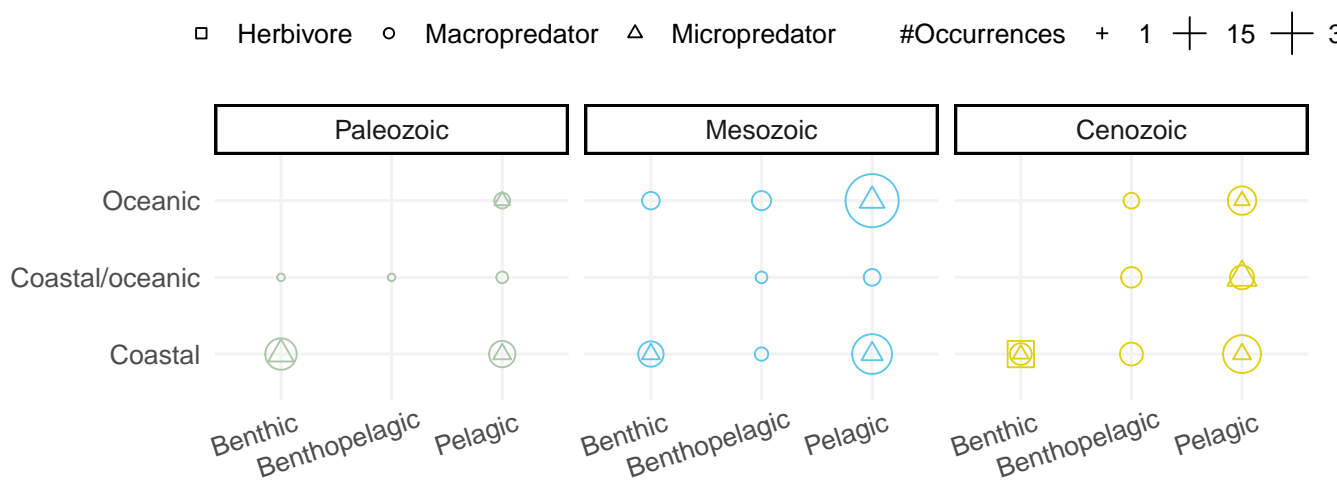 Herbivore Macropredator Micropredator #Occurrences 1 15 3
Paleozoic Mesozoic Cenozoic
Oceanic
Coastal/oceanic
Coastal
Benthic Benthopelagic Pelagic Benthic Benthopelagic Pelagic Benthic Benthopelagic Pelagic